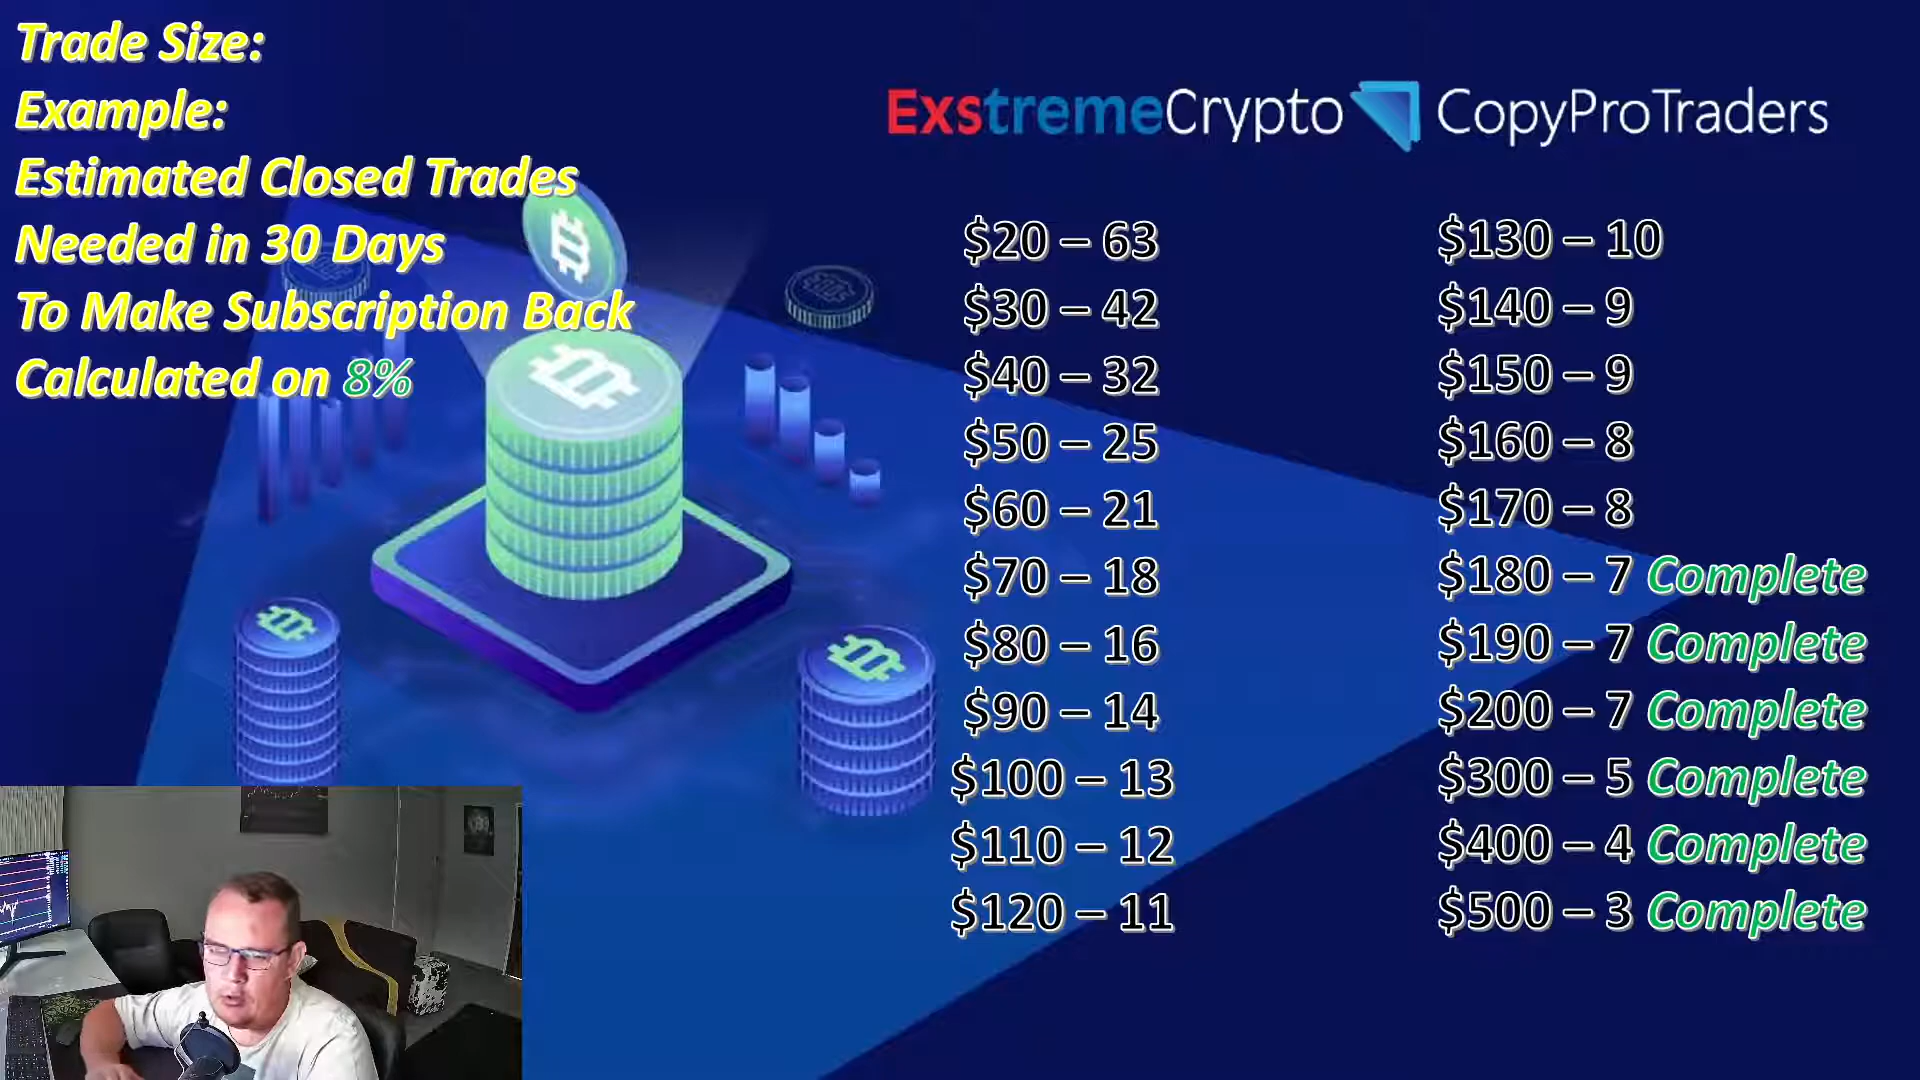 Trade Size:
Example:
Estimated Closed Trades
Needed in 30 Days
To Make Subscription Back
Calculated on 8%
ExstremeCrypto CopyProTraders
$20 – 63
$30 – 42
$40 – 32
$50 – 25
$60 – 21
$70 – 18
$80 – 16
$90 – 14
$100 – 13
$110 – 12
$120 – 11
$130 – 10
$140 – 9
$150 – 9
$160 – 8
$170 – 8
$180 – 7 Complete
$190 – 7 Complete
$200 – 7 Complete
$300 – 5 Complete
$400 – 4 Complete
$500 – 3 Complete